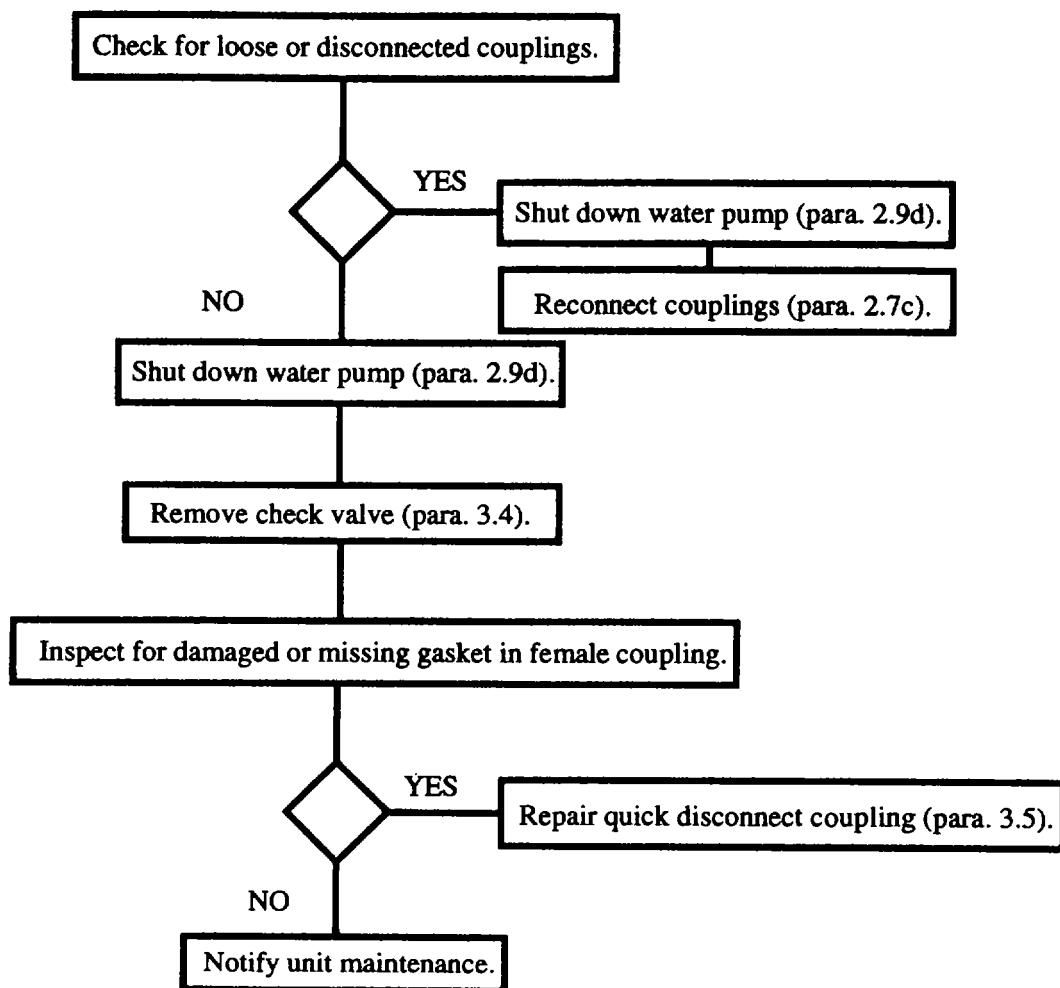 Check for loose or disconnected couplings.
YES
Shut down water pump (para. 2.9d).
Reconnect couplings (para. 2.7c).
NO
Shut down water pump (para. 2.9d).
Remove check valve (para. 3.4).
Inspect for damaged or missing gasket in female coupling.
YES
Repair quick disconnect coupling (para. 3.5).
NO
Notify unit maintenance.